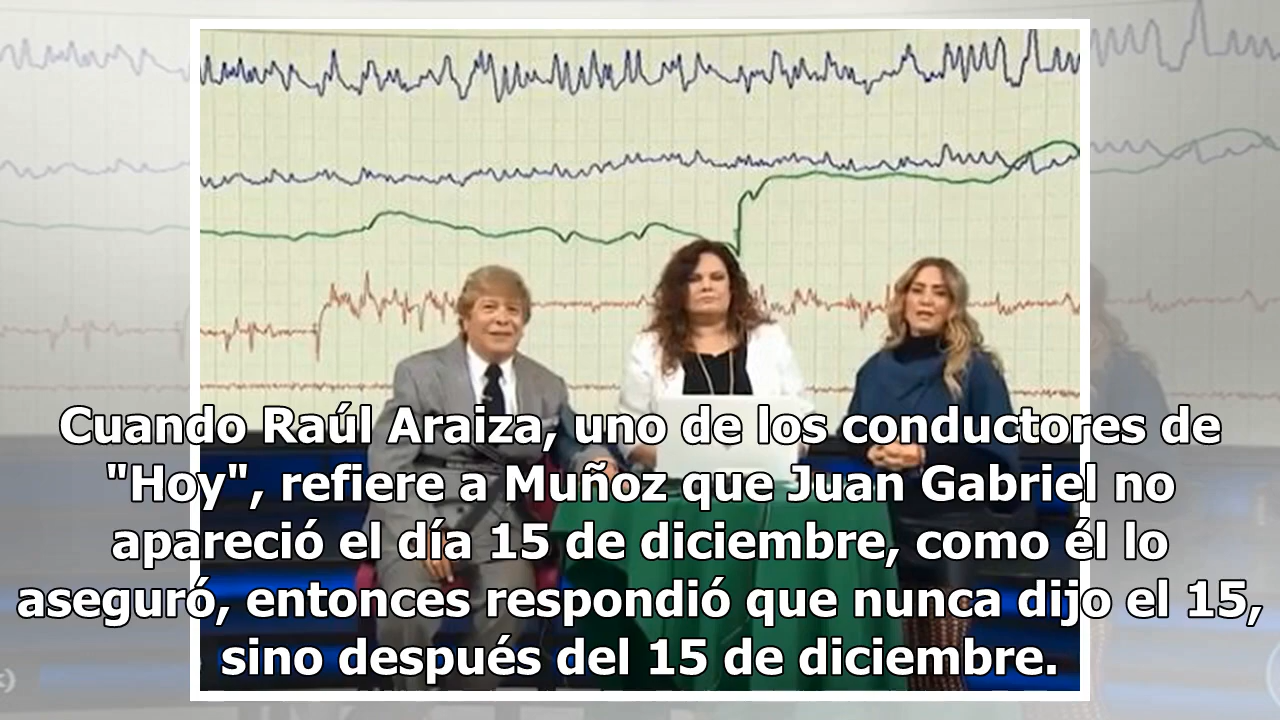 Cuando Raúl Araiza, uno de los conductores de
"Hoy", refiere a Muñoz que Juan Gabriel no
apareció el día 15 de diciembre, como él lo
aseguró, entonces respondió que nunca dijo el 15,
sino después del 15 de diciembre.